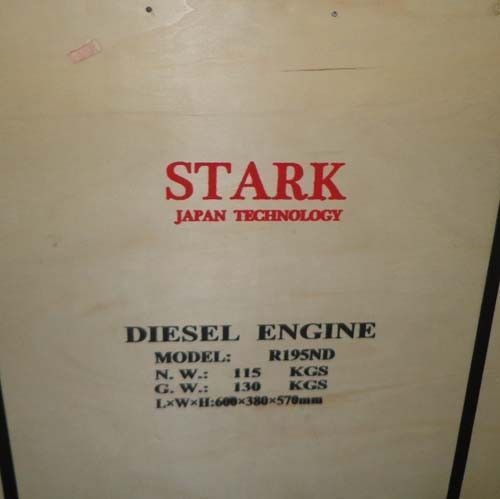 STARK
JAPAN TECHNOLOGY
DIESEL ENGINE
MODEL: R195ND
N. W.: 115 KGS
G. W.: 130 KGS
L×W×H:600×380×570mm